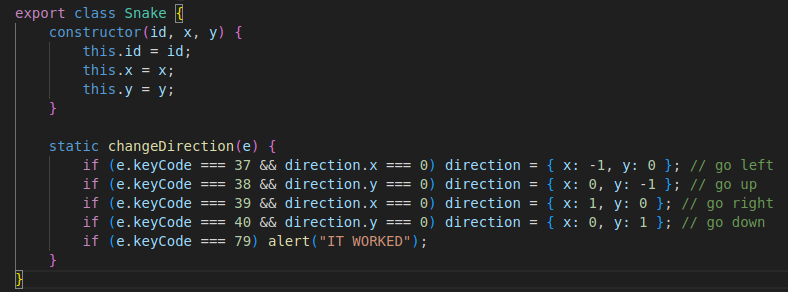 export class Snake {
    constructor(id, x, y) {
        this.id = id;
        this.x = x;
        this.y = y;
    }

    static changeDirection(e) {
        if (e.keyCode === 37 && direction.x === 0) direction = { x: -1, y: 0 }; // go left
        if (e.keyCode === 38 && direction.y === 0) direction = { x: 0, y: -1 }; // go up
        if (e.keyCode === 39 && direction.x === 0) direction = { x: 1, y: 0 }; // go right
        if (e.keyCode === 40 && direction.y === 0) direction = { x: 0, y: 1 }; // go down
        if (e.keyCode === 79) alert("IT WORKED");
    }
}